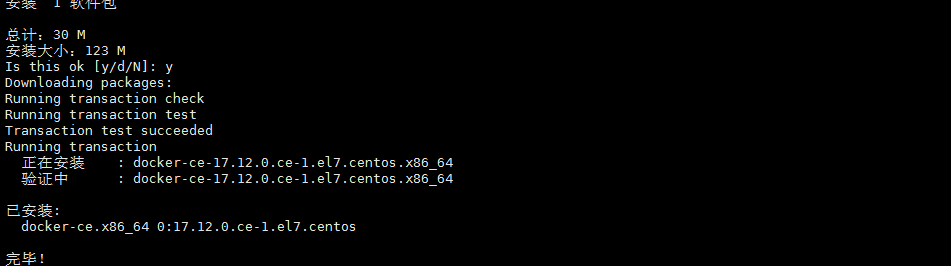 安装  1 软件包
总计：30 M
安装大小：123 M
Is this ok [y/d/N]: y
Downloading packages:
Running transaction check
Running transaction test
Transaction test succeeded
Running transaction
  正在安装    : docker-ce-17.12.0.ce-1.el7.centos.x86_64
  验证中      : docker-ce-17.12.0.ce-1.el7.centos.x86_64
已安装:
  docker-ce.x86_64 0:17.12.0.ce-1.el7.centos
完毕！